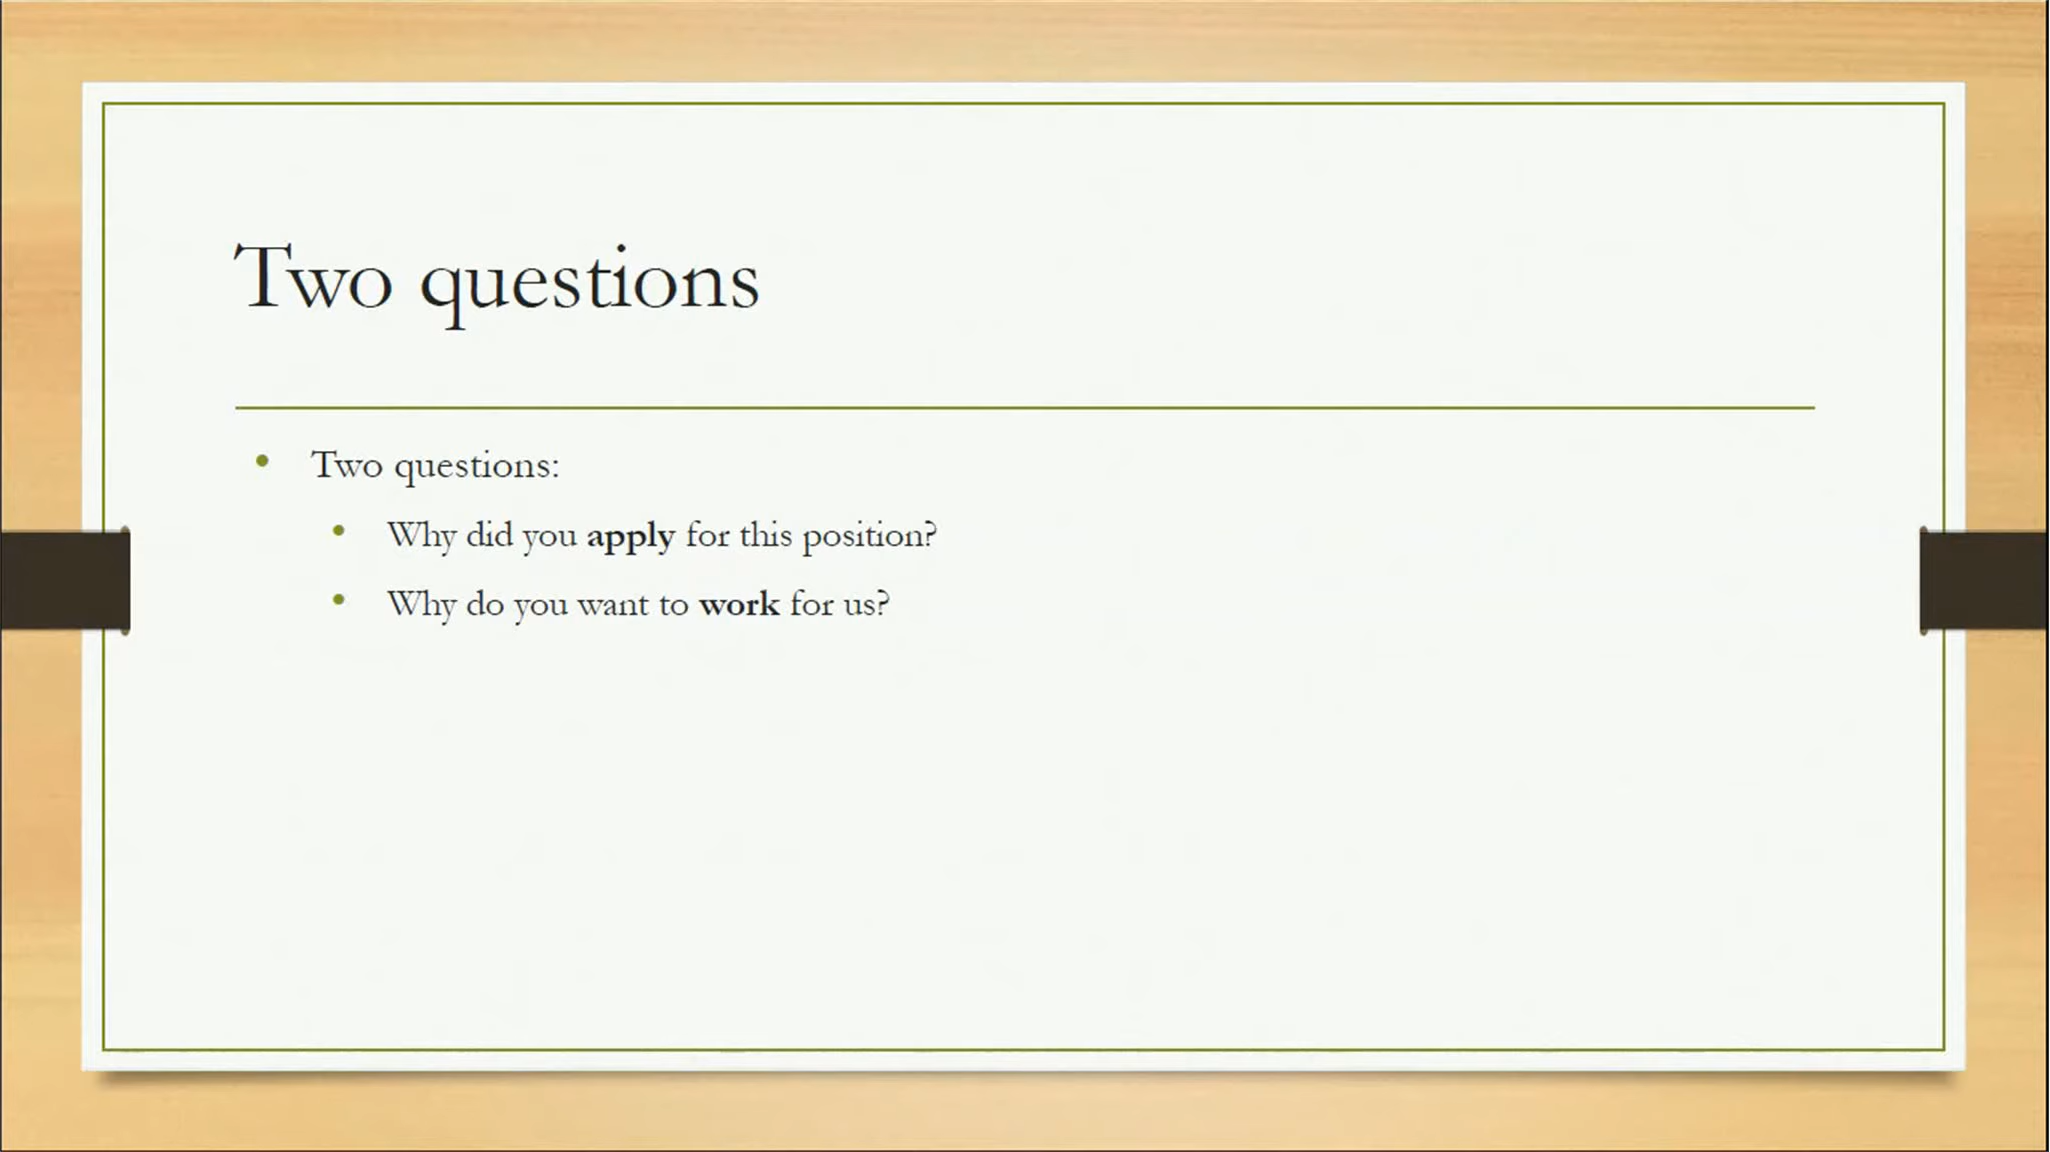 Two questions
Two questions:
Why did you apply for this position?
Why do you want to work for us?